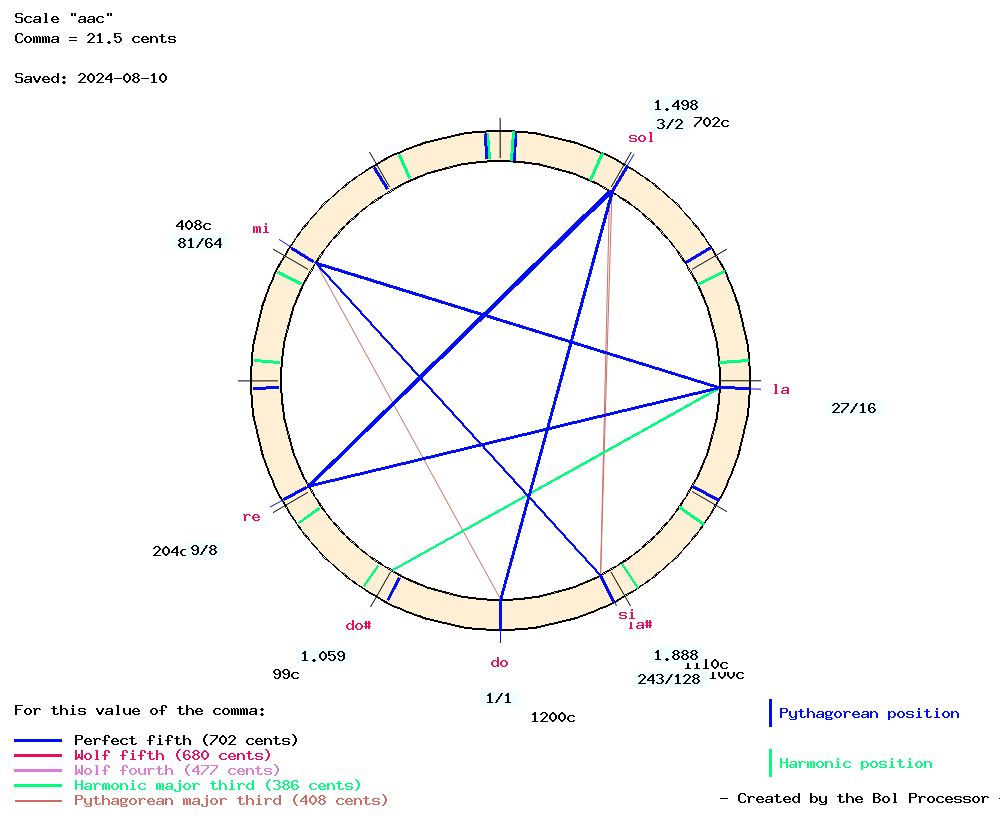 Scale "aac"
Comma = 21.5 cents
Saved: 2024-08-10
1.498
3/2 702c
sol
408c
81/64
mi
la
27/16
re
204c 9/8
do#
1.059
99c
do
1/1
1200c
si
la#
1.888
1110c
243/128
For this value of the comma:
Perfect fifth (702 cents)
Wolf fifth (680 cents)
Wolf fourth (477 cents)
Harmonic major third (386 cents)
Pythagorean major third (408 cents)
Pythagorean position
Harmonic position
- Created by the Bol Processor -